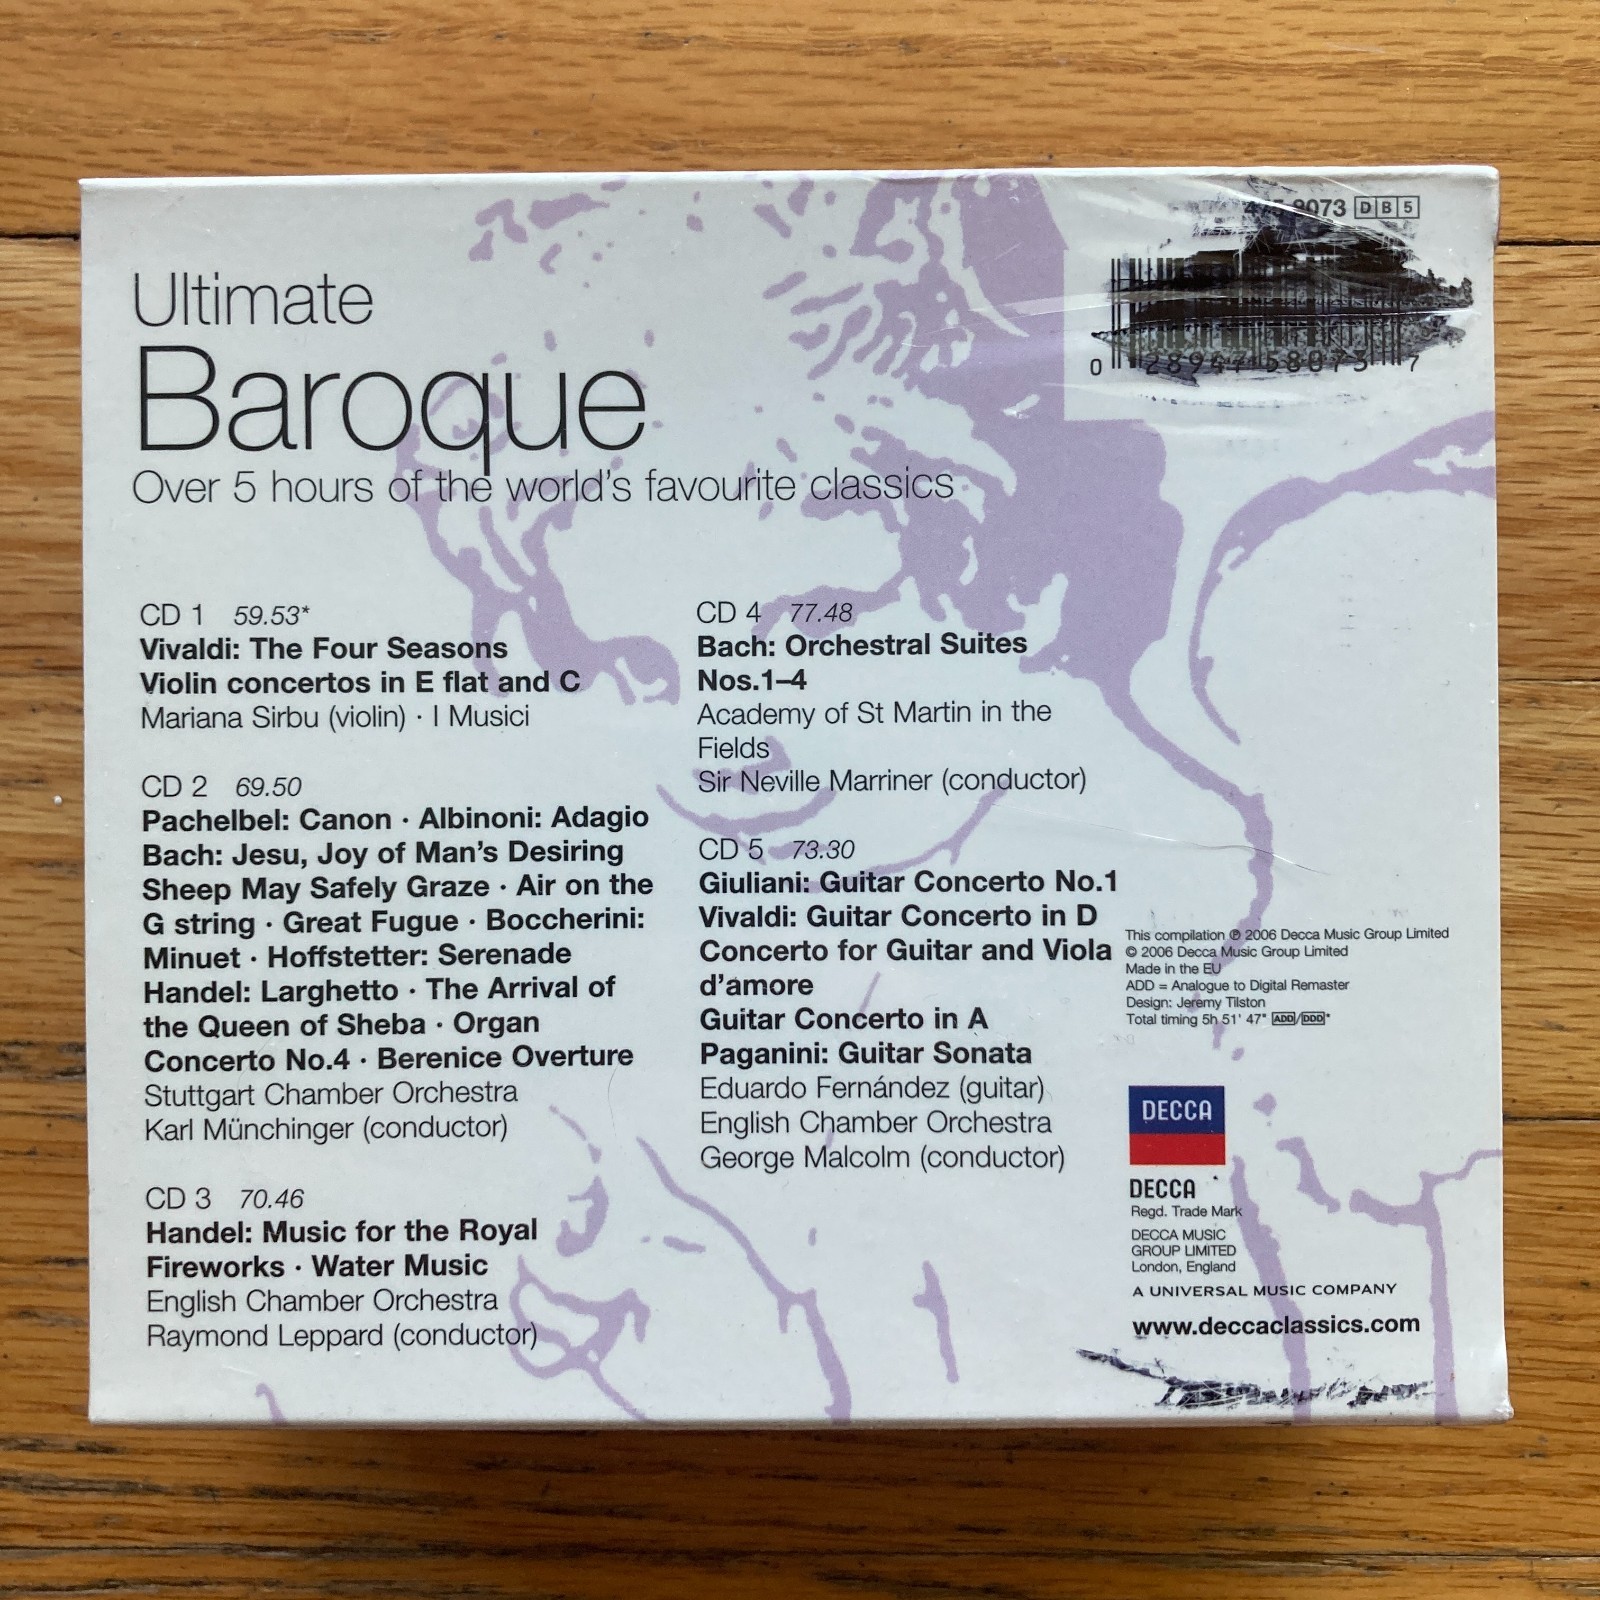 475 8073 DB5
0 28947 58073 7
Ultimate
Baroque
Over 5 hours of the world's favourite classics
CD 1 59.53*
Vivaldi: The Four Seasons
Violin concertos in E flat and C
Mariana Sirbu (violin) · I Musici
CD 2 69.50
Pachelbel: Canon · Albinoni: Adagio
Bach: Jesu, Joy of Man's Desiring
Sheep May Safely Graze · Air on the
G string · Great Fugue · Boccherini:
Minuet · Hoffstetter: Serenade
Handel: Larghetto · The Arrival of
the Queen of Sheba · Organ
Concerto No.4 · Berenice Overture
Stuttgart Chamber Orchestra
Karl Münchinger (conductor)
CD 3 70.46
Handel: Music for the Royal
Fireworks · Water Music
English Chamber Orchestra
Raymond Leppard (conductor)
CD 4 77.48
Bach: Orchestral Suites
Nos.1–4
Academy of St Martin in the
Fields
Sir Neville Marriner (conductor)
CD 5 73.30
Giuliani: Guitar Concerto No.1
Vivaldi: Guitar Concerto in D
Concerto for Guitar and Viola
d'amore
Guitar Concerto in A
Paganini: Guitar Sonata
Eduardo Fernández (guitar)
English Chamber Orchestra
George Malcolm (conductor)
This compilation ℗ 2006 Decca Music Group Limited
© 2006 Decca Music Group Limited
Made in the EU
ADD = Analogue to Digital Remaster
Design: Jeremy Tilston
Total timing 5h 51' 47" ADD/DDD*
DECCA
DECCA
Regd. Trade Mark
DECCA MUSIC
GROUP LIMITED
London, England
A UNIVERSAL MUSIC COMPANY
www.deccaclassics.com